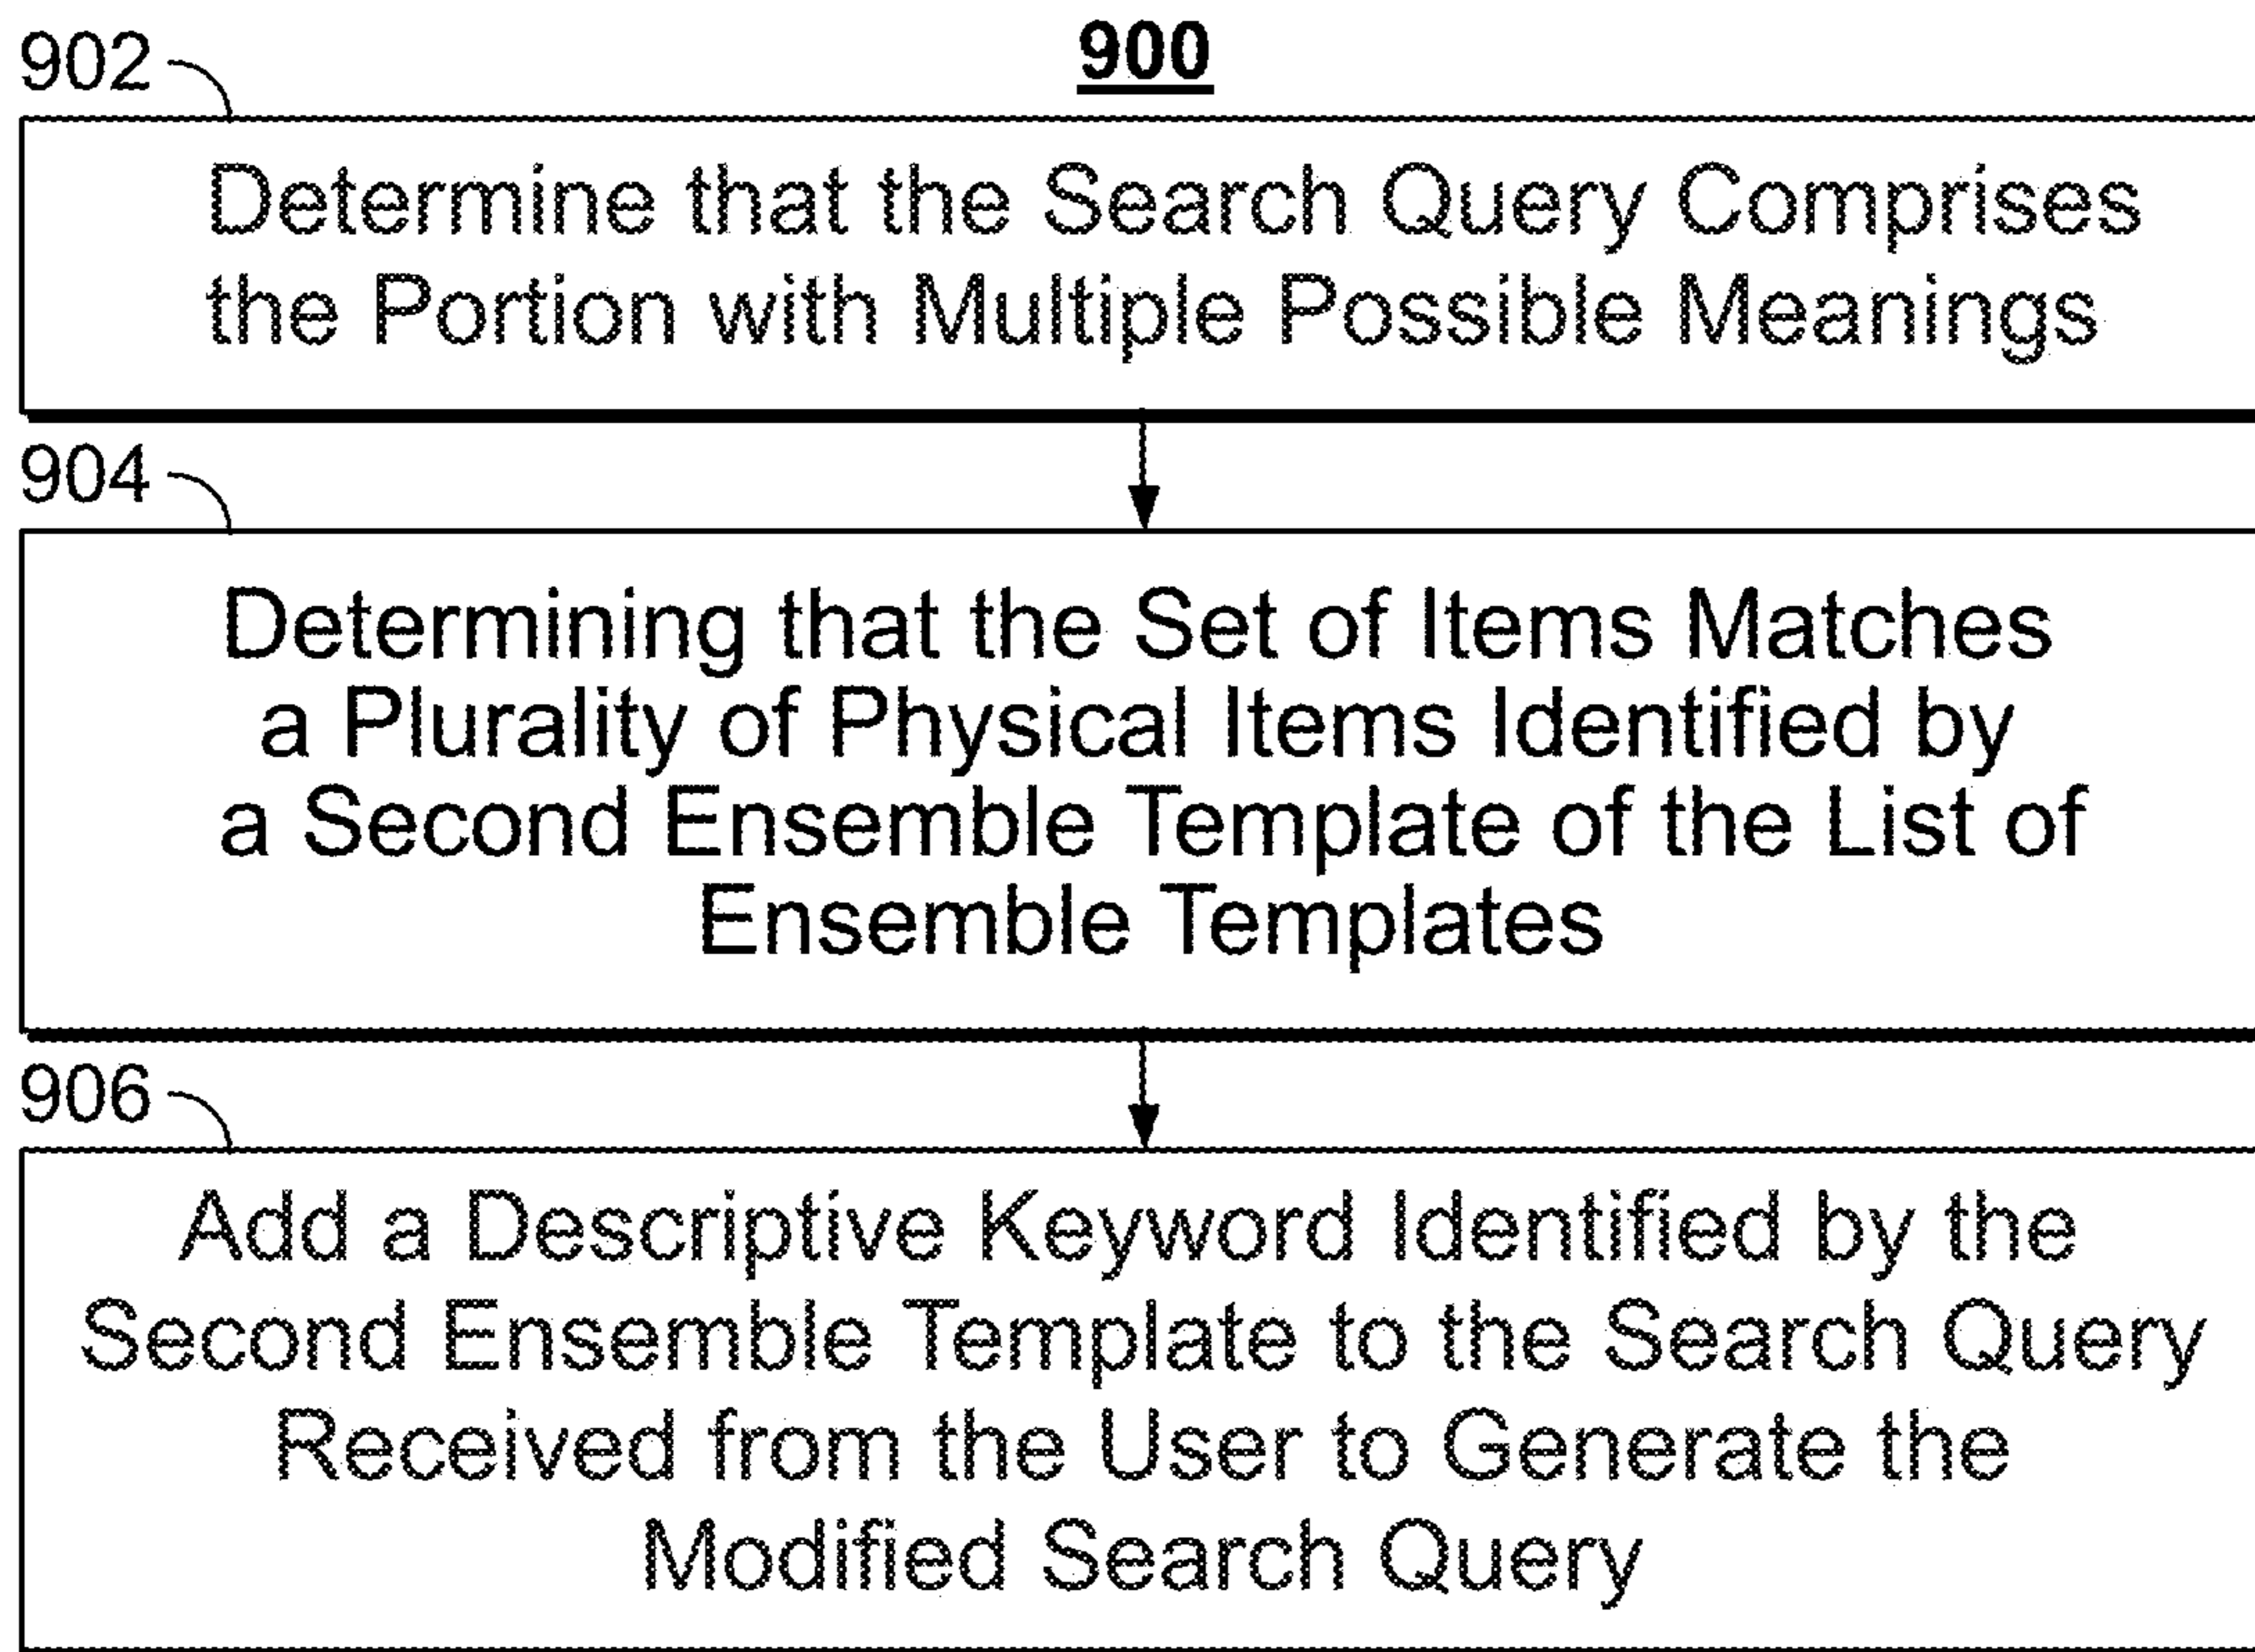 900
902
Determine that the Search Query Comprises
the Portion with Multiple Possible Meanings
904
Determining that the Set of Items Matches
a Plurality of Physical Items Identified by
a Second Ensemble Template of the List of
Ensemble Templates
906
Add a Descriptive Keyword Identified by the
Second Ensemble Template to the Search Query
Received from the User to Generate the
Modified Search Query